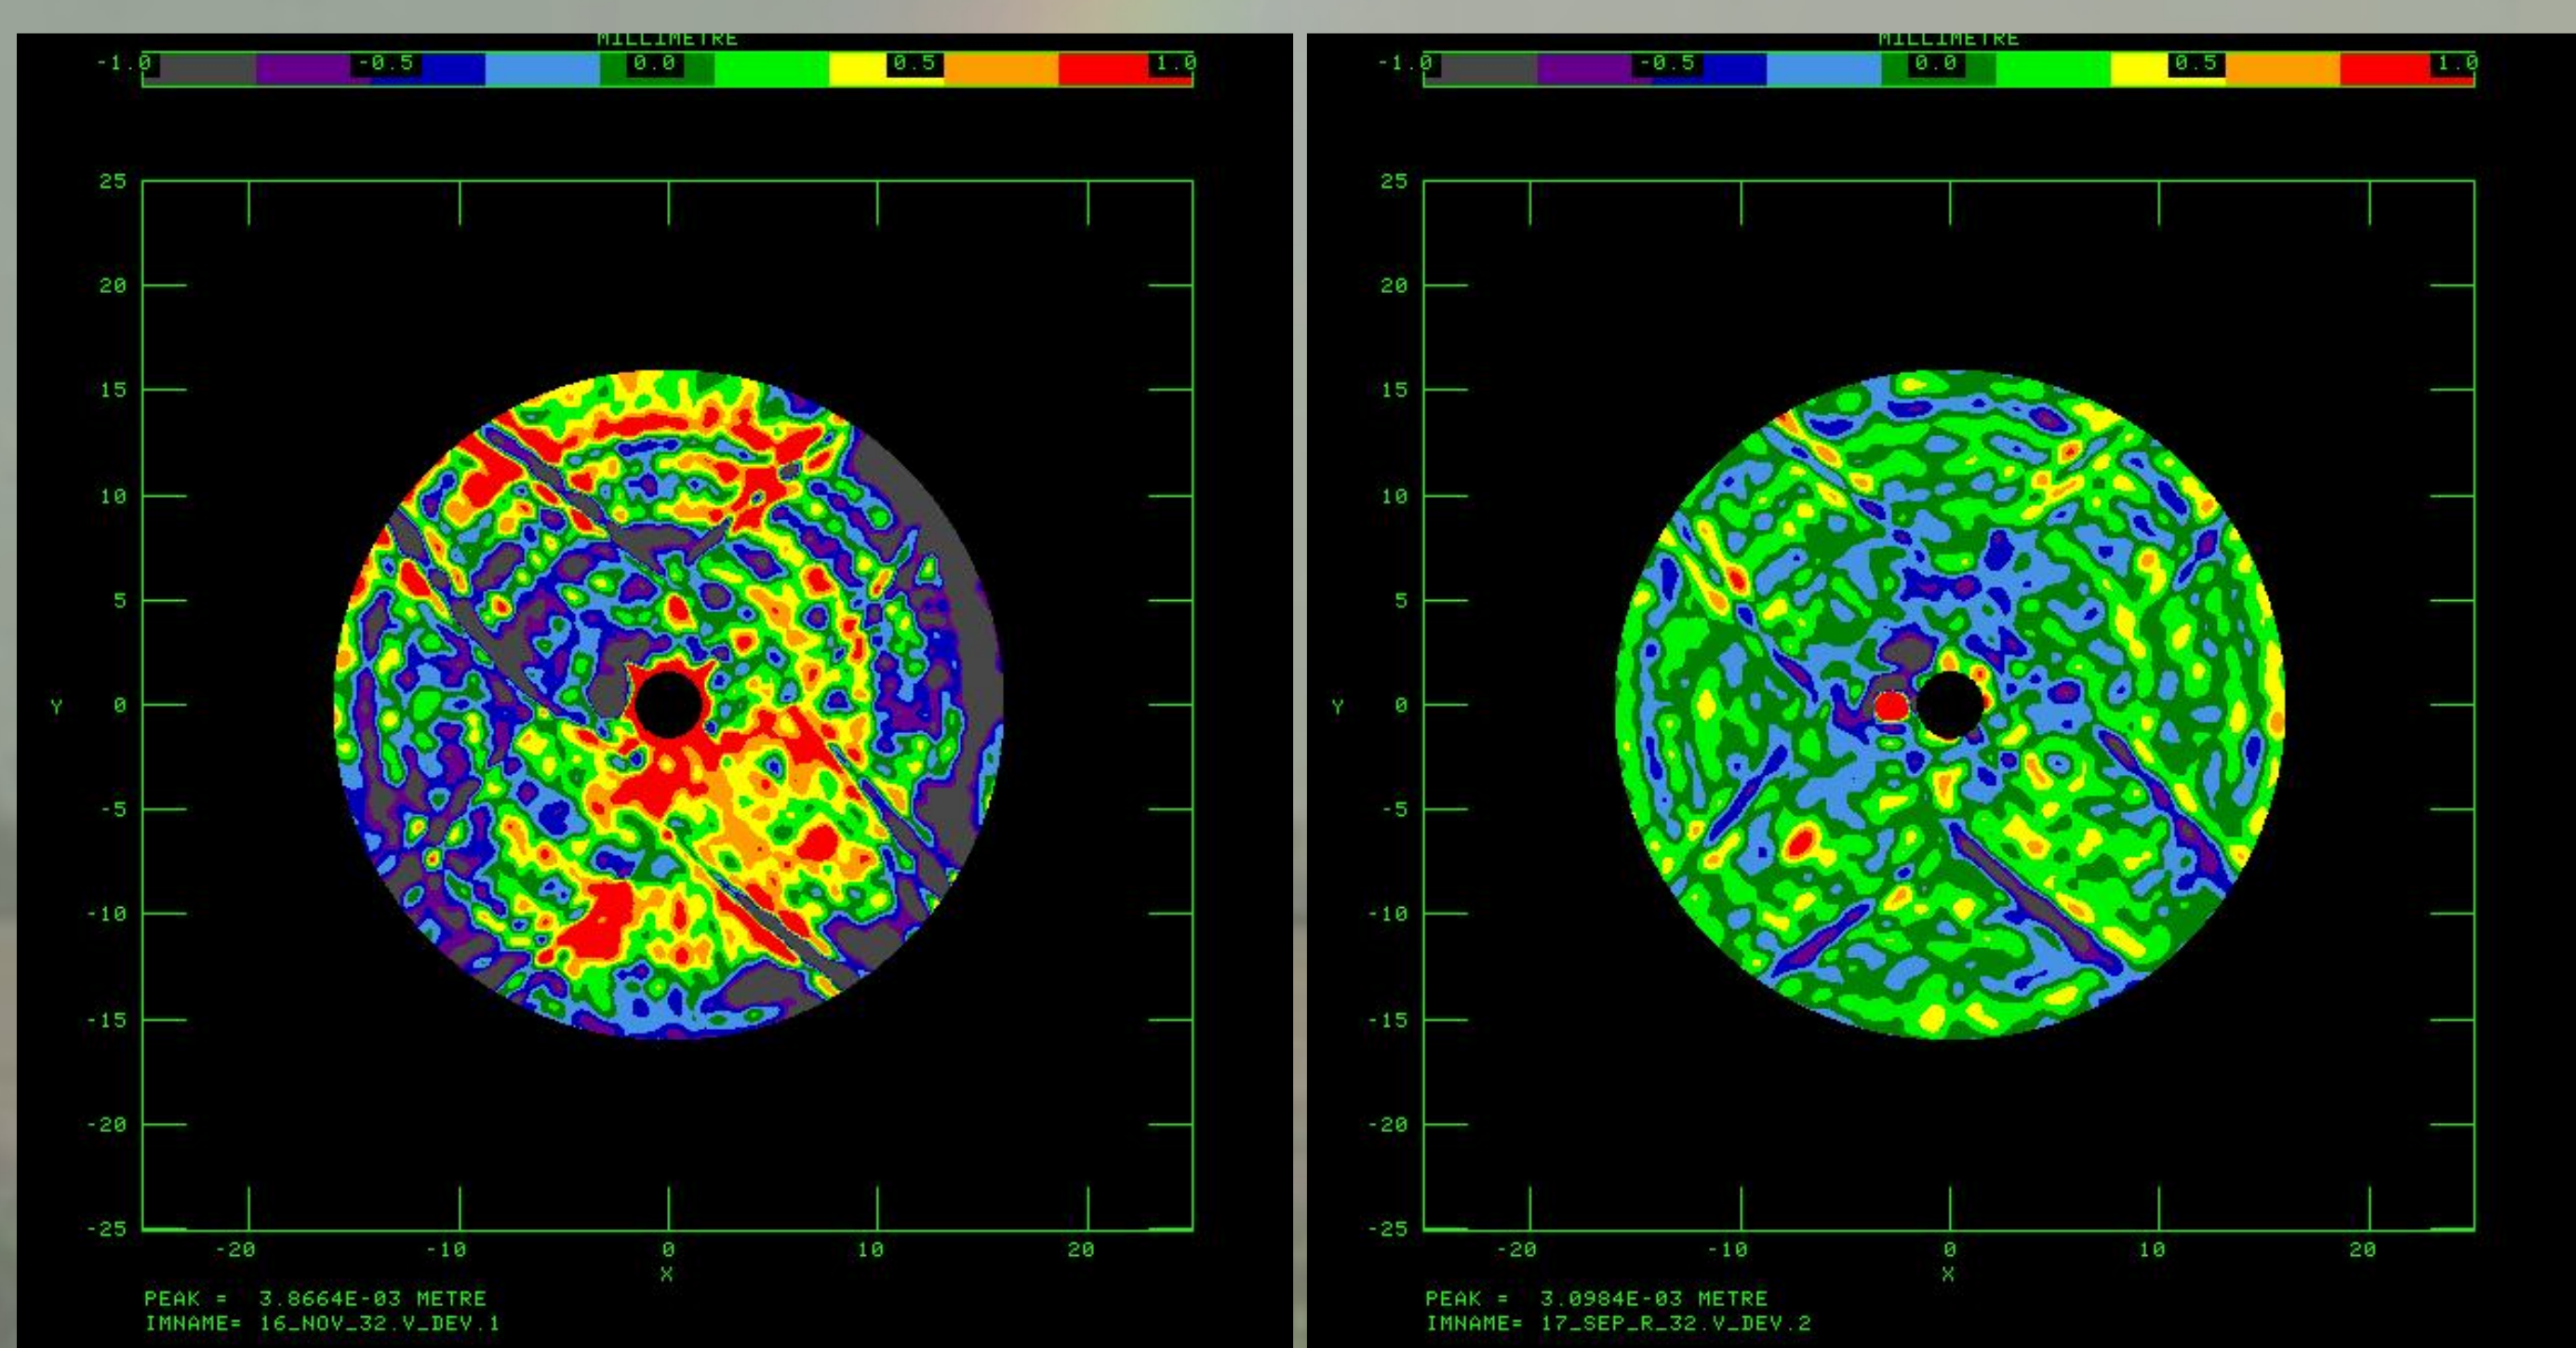 MILLIMETRE
-1.0 -0.5 0.0 0.5 1.0
25
20
15
10
5
Y 0
-5
-10
-15
-20
-25
-20 -10 0 10 20
X
PEAK = 3.8664E-03 METRE
IMNAME= 16_NOV_32.V_DEV.1
MILLIMETRE
-1.0 -0.5 0.0 0.5 1.0
25
20
15
10
5
Y 0
-5
-10
-15
-20
-25
-20 -10 0 10 20
X
PEAK = 3.0984E-03 METRE
IMNAME= 17_SEP_R_32.V_DEV.2